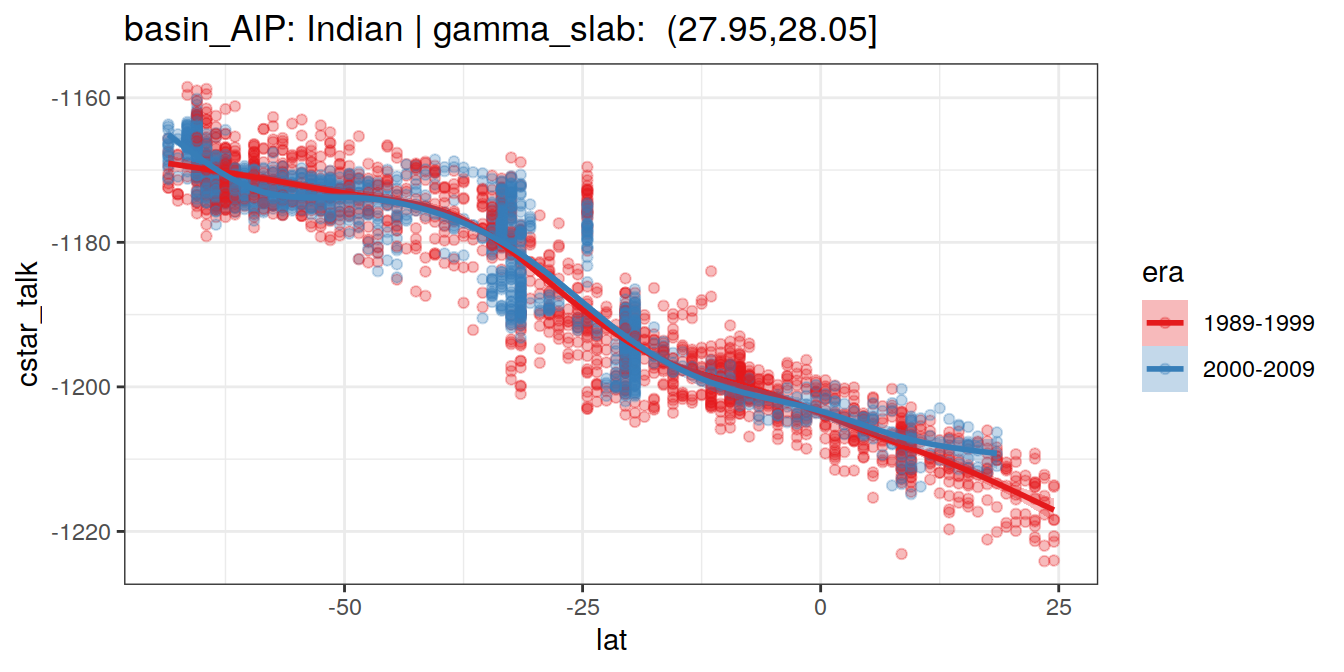 basin_AIP: Indian | gamma_slab:  (27.95,28.05]
cstar_talk
-1160
-1180
-1200
-1220
-50
-25
0
25
lat
era
1989-1999
2000-2009